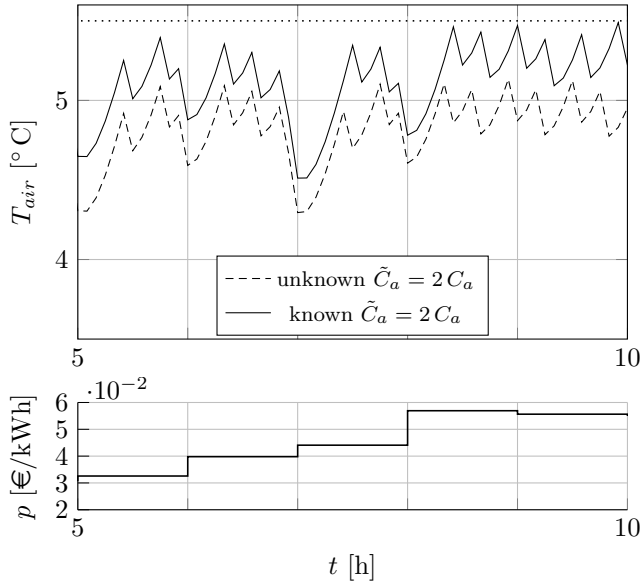 5
4
5
10
T_air [°C]
unknown C̃_a = 2 C_a
known C̃_a = 2 C_a
·10⁻²
6
5
4
3
2
5
10
p [€/kWh]
t [h]